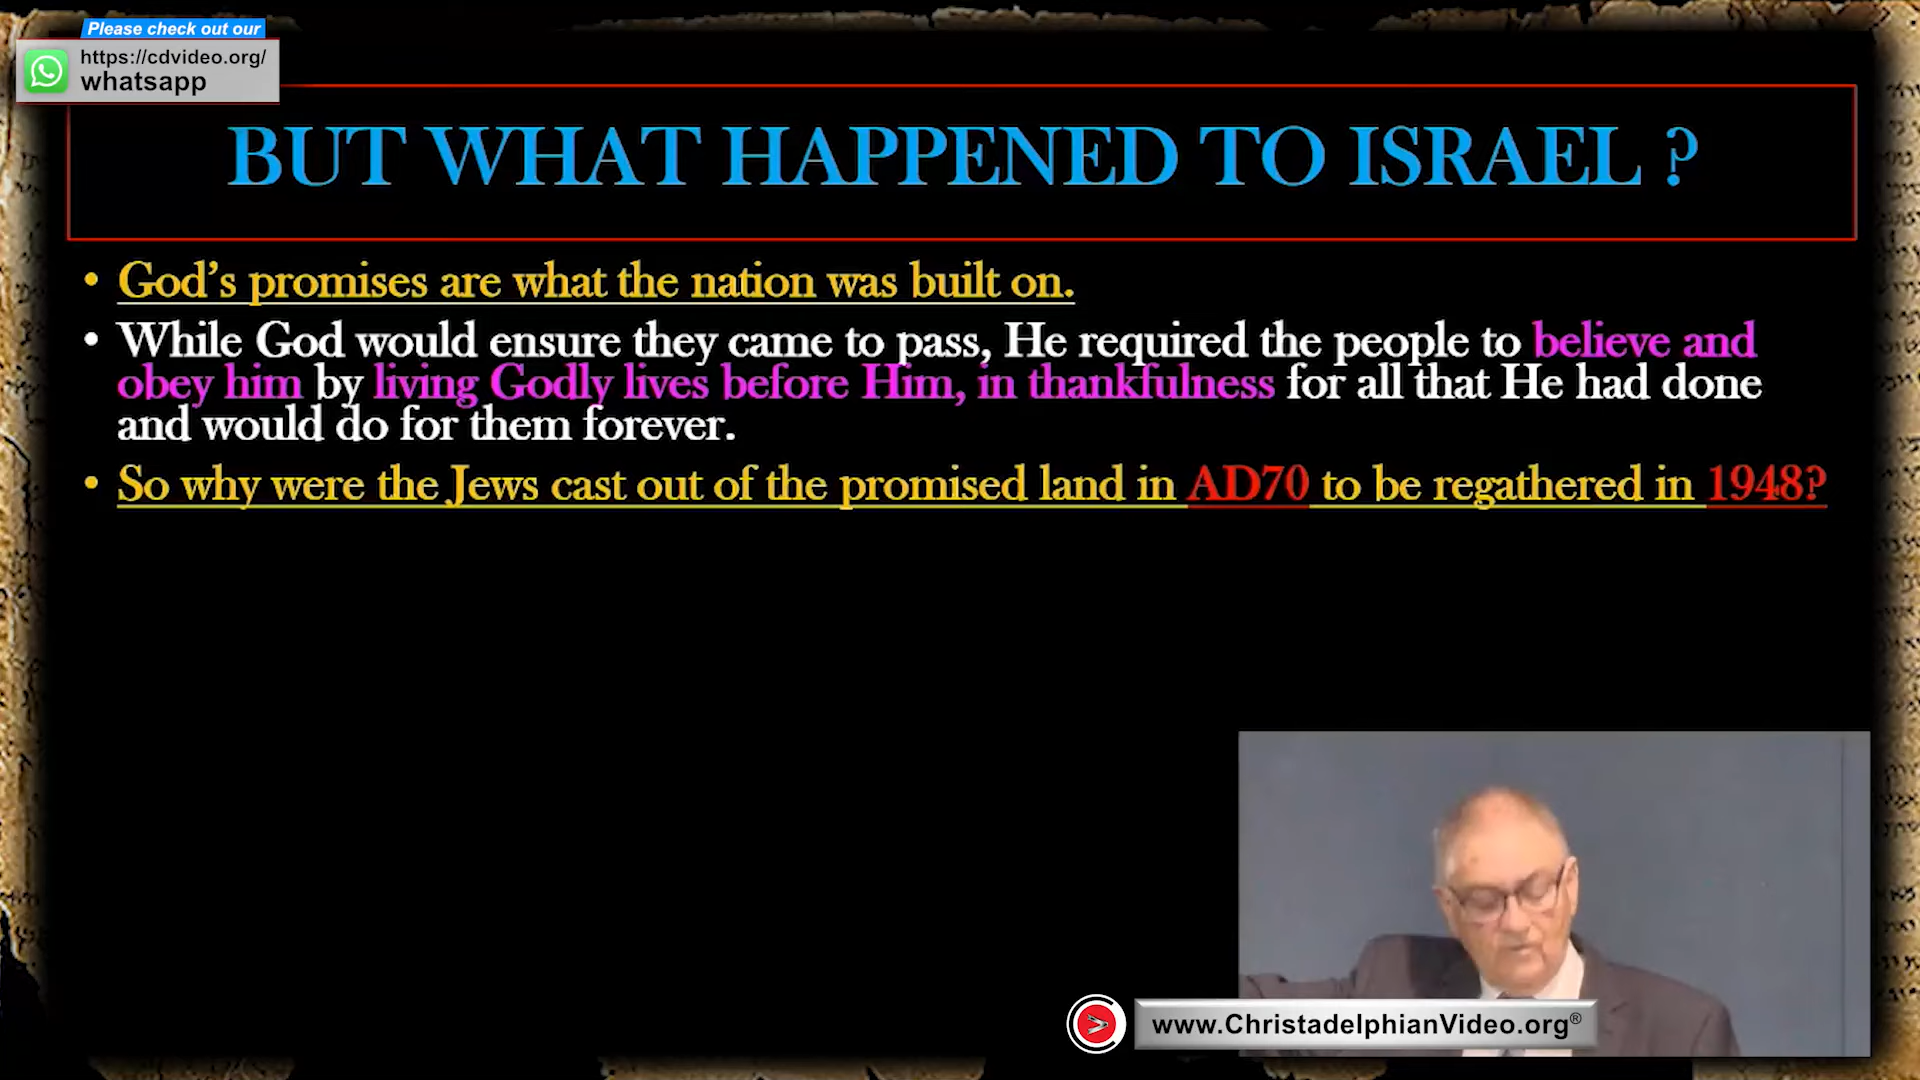 Please check out our
https://cdvideo.org/
whatsapp
BUT WHAT HAPPENED TO ISRAEL ?
• God's promises are what the nation was built on.
• While God would ensure they came to pass, He required the people to believe and
obey him by living Godly lives before Him, in thankfulness for all that He had done
and would do for them forever.
• So why were the Jews cast out of the promised land in AD70 to be regathered in 1948?
www.ChristadelphianVideo.org®